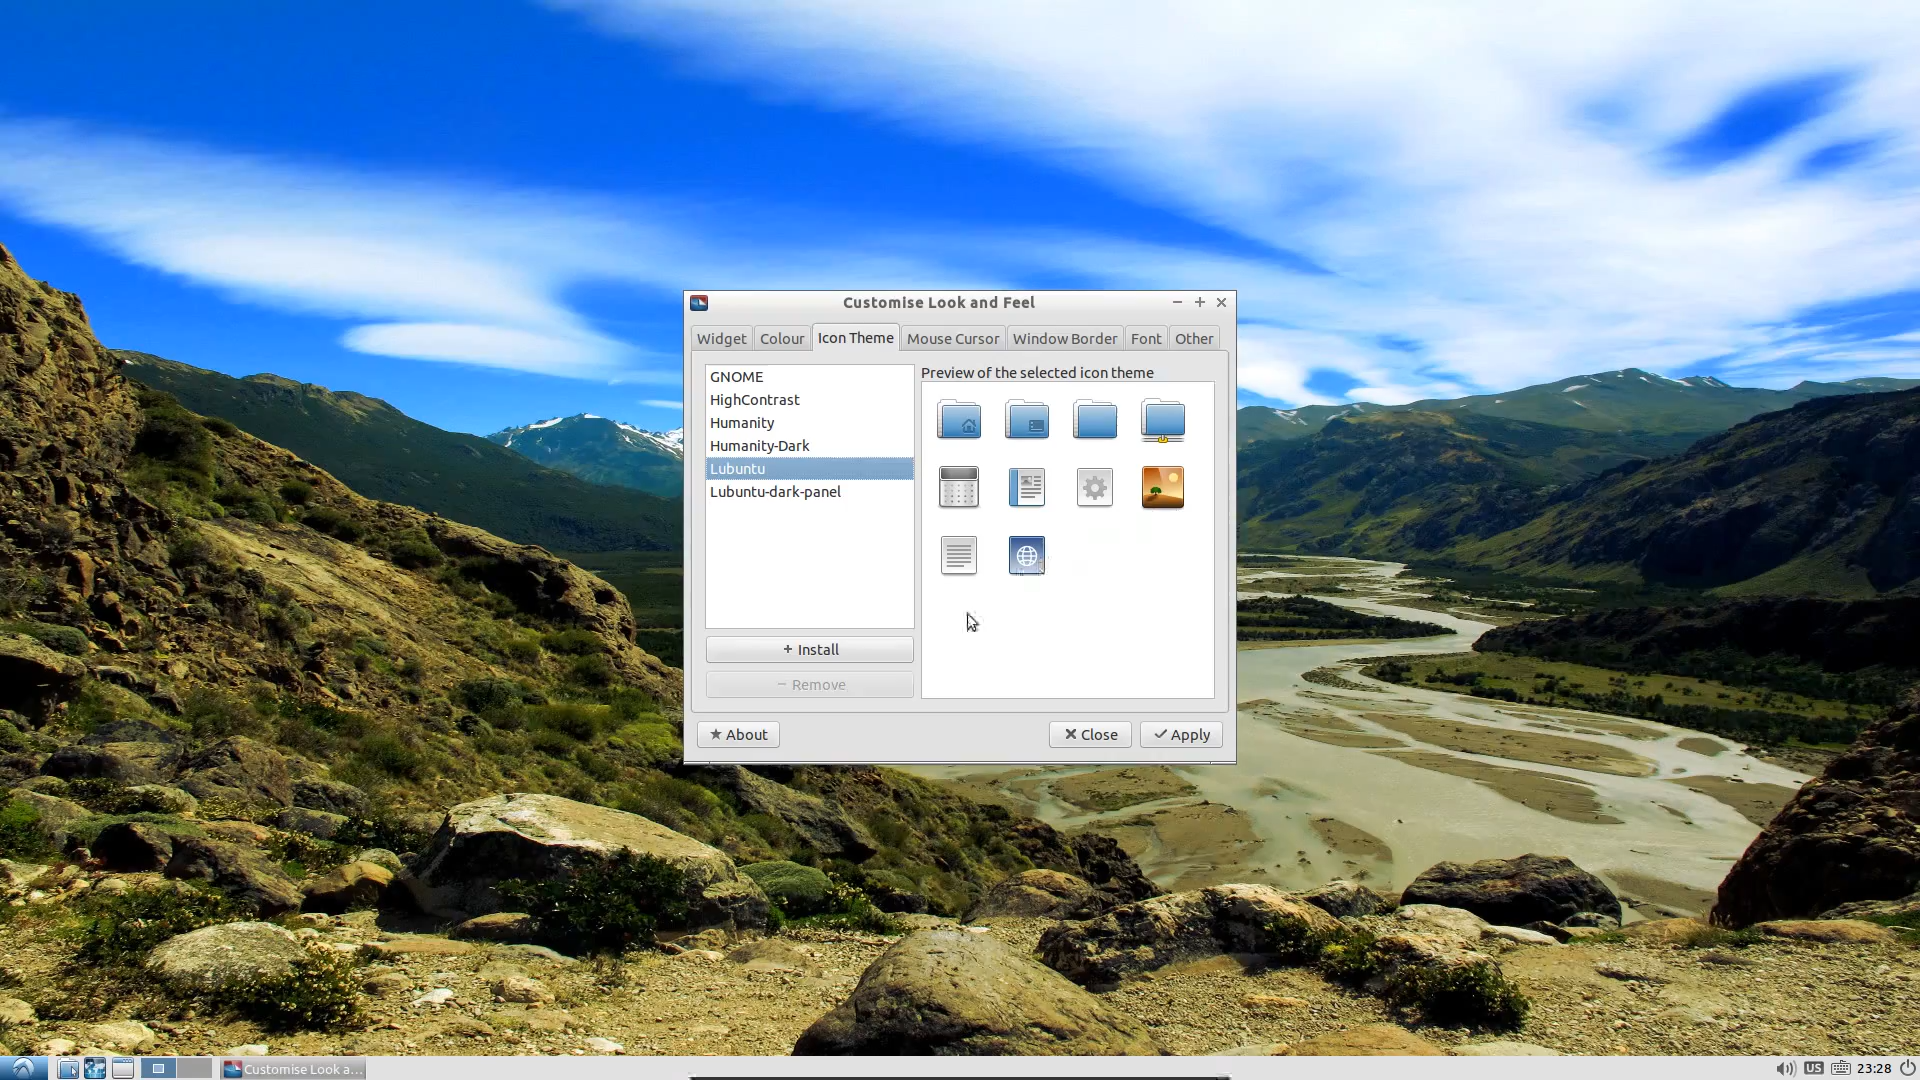 Customise Look and Feel
Widget Colour Icon Theme Mouse Cursor Window Border Font Other
GNOME
HighContrast
Humanity
Humanity-Dark
Lubuntu
Lubuntu-dark-panel
Preview of the selected icon theme
Install
Remove
About
Close
Apply
Customise Look a...
US
23:28